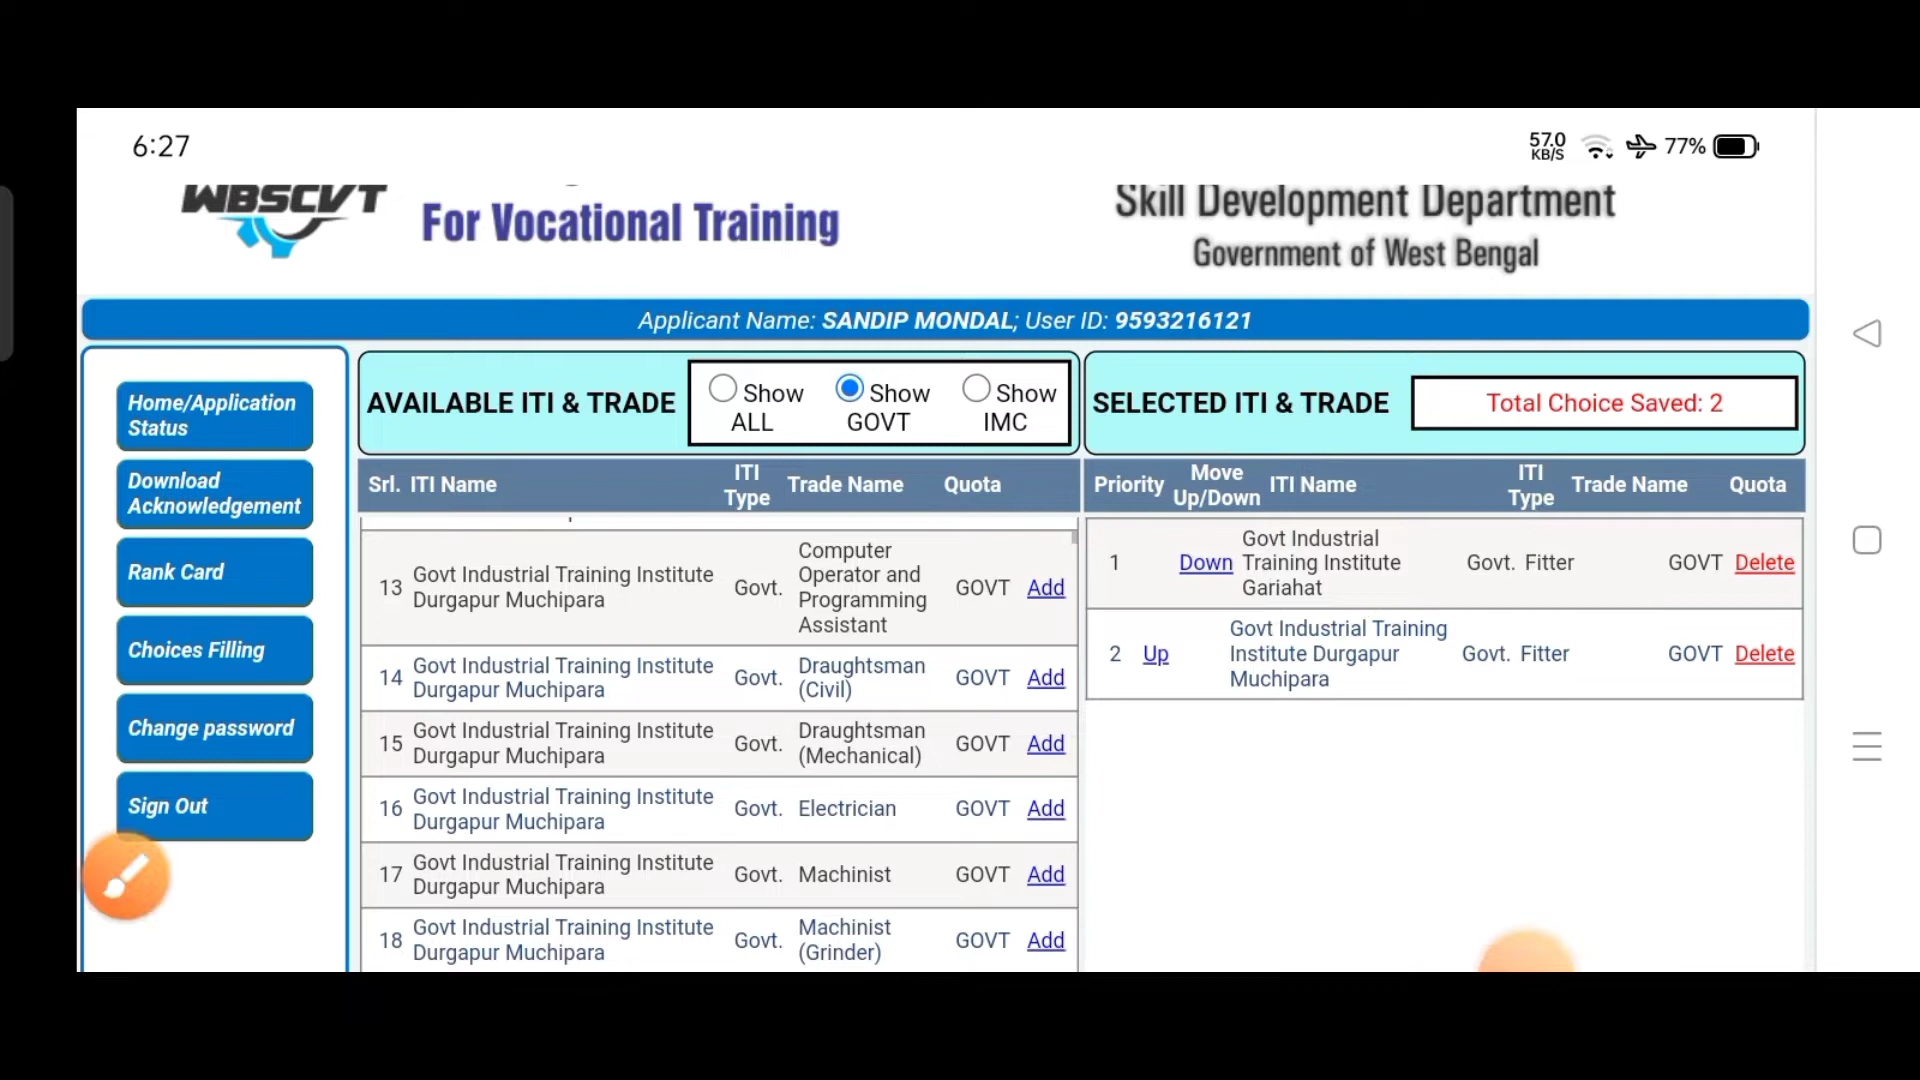 6:27
57.0
KB/S
77%
WBSCVT
For Vocational Training
Skill Development Department
Government of West Bengal
Applicant Name: SANDIP MONDAL; User ID: 9593216121
Home/Application
Status
Download
Acknowledgement
Rank Card
Choices Filling
Change password
Sign Out
AVAILABLE ITI & TRADE
Show
ALL
Show
GOVT
Show
IMC
Srl. ITI Name ITI
Type Trade Name Quota
13 Govt Industrial Training Institute
Durgapur Muchipara Govt. Computer
Operator and
Programming
Assistant GOVT Add
14 Govt Industrial Training Institute
Durgapur Muchipara Govt. Draughtsman
(Civil) GOVT Add
15 Govt Industrial Training Institute
Durgapur Muchipara Govt. Draughtsman
(Mechanical) GOVT Add
16 Govt Industrial Training Institute
Durgapur Muchipara Govt. Electrician GOVT Add
17 Govt Industrial Training Institute
Durgapur Muchipara Govt. Machinist GOVT Add
18 Govt Industrial Training Institute
Durgapur Muchipara Govt. Machinist
(Grinder) GOVT Add
SELECTED ITI & TRADE
Total Choice Saved: 2
Priority Move
Up/Down ITI Name ITI
Type Trade Name Quota
1 Down Govt Industrial
Training Institute
Gariahat Govt. Fitter GOVT Delete
2 Up Govt Industrial Training
Institute Durgapur
Muchipara Govt. Fitter GOVT Delete